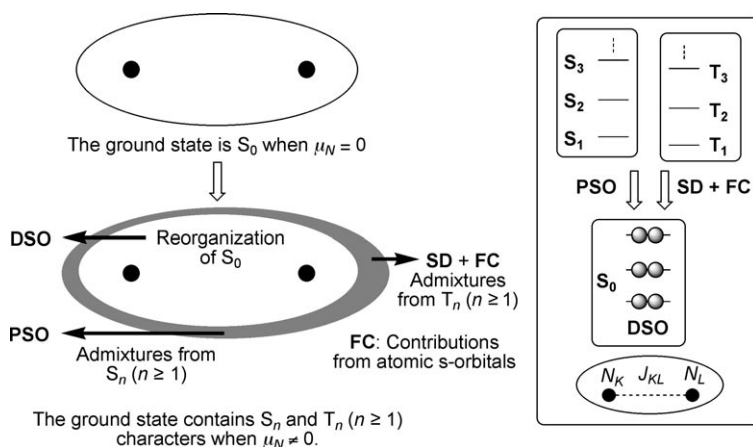 The ground state is S0 when μN = 0
DSO
Reorganization
of S0
SD + FC
Admixtures
from Tn (n ≥ 1)
PSO
Admixtures from
Sn (n ≥ 1)
FC: Contributions
from atomic s-orbitals
The ground state contains Sn and Tn (n ≥ 1)
characters when μN ≠ 0.
S3
T3
S2
T2
S1
T1
PSO
SD + FC
S0
DSO
NK JKL NL